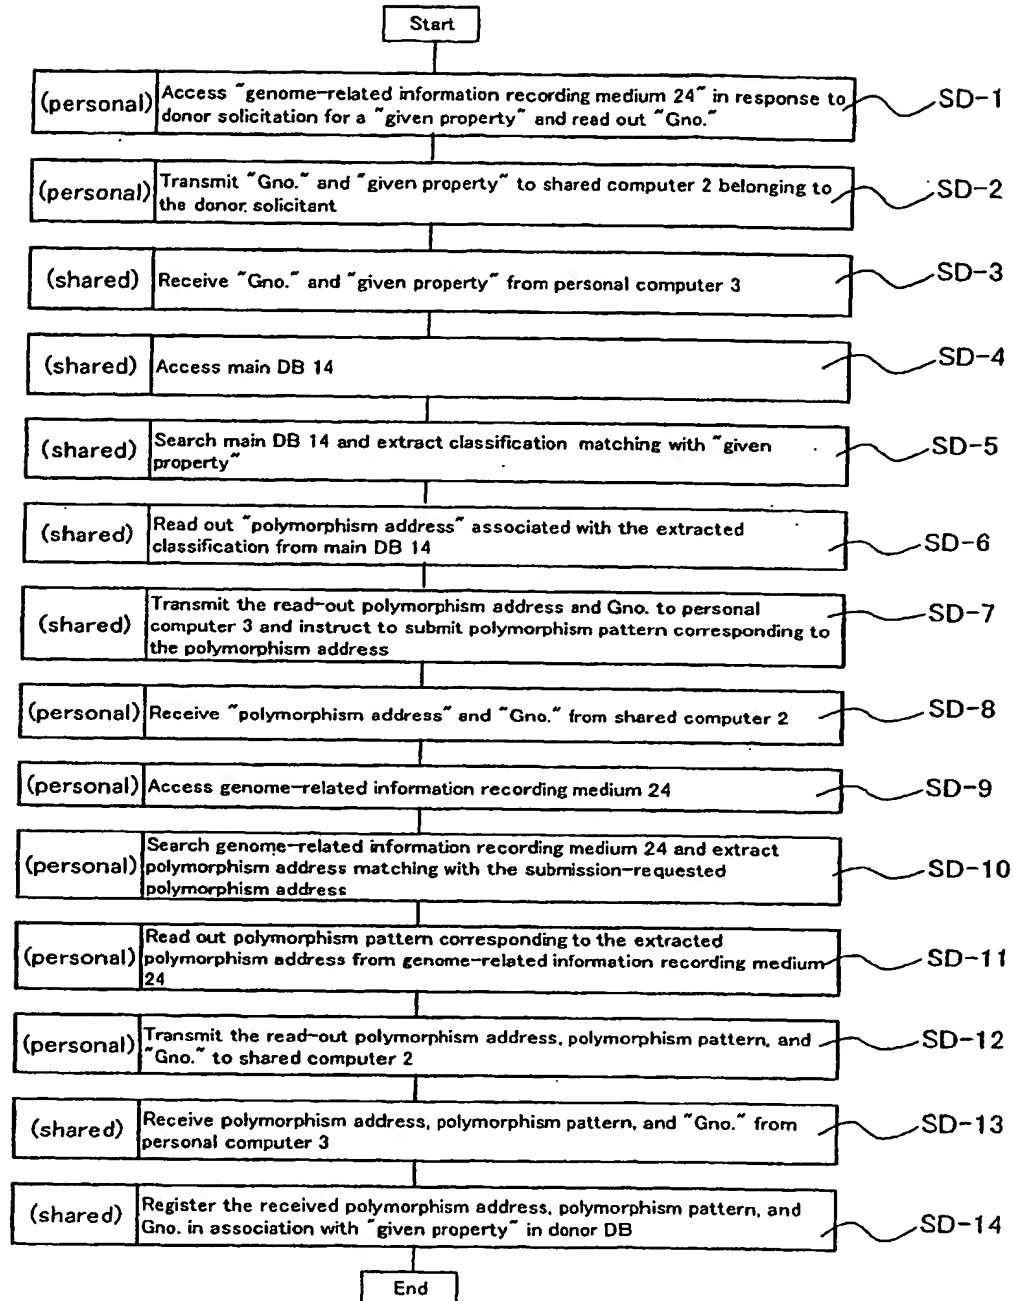 Start
(personal) Access "genome-related information recording medium 24" in response to
donor solicitation for a "given property" and read out "Gno."
SD-1
(personal) Transmit "Gno." and "given property" to shared computer 2 belonging to
the donor solicitant
SD-2
(shared) Receive "Gno." and "given property" from personal computer 3
SD-3
(shared) Access main DB 14
SD-4
(shared) Search main DB 14 and extract classification matching with "given
property"
SD-5
(shared) Read out "polymorphism address" associated with the extracted
classification from main DB 14
SD-6
(shared) Transmit the read-out polymorphism address and Gno. to personal
computer 3 and instruct to submit polymorphism pattern corresponding to
the polymorphism address
SD-7
(personal) Receive "polymorphism address" and "Gno." from shared computer 2
SD-8
(personal) Access genome-related information recording medium 24
SD-9
(personal) Search genome-related information recording medium 24 and extract
polymorphism address matching with the submission-requested
polymorphism address
SD-10
(personal) Read out polymorphism pattern corresponding to the extracted
polymorphism address from genome-related information recording medium
24
SD-11
(personal) Transmit the read-out polymorphism address, polymorphism pattern, and
"Gno." to shared computer 2
SD-12
(shared) Receive polymorphism address, polymorphism pattern, and "Gno." from
personal computer 3
SD-13
(shared) Register the received polymorphism address, polymorphism pattern, and
Gno. in association with "given property" in donor DB
SD-14
End